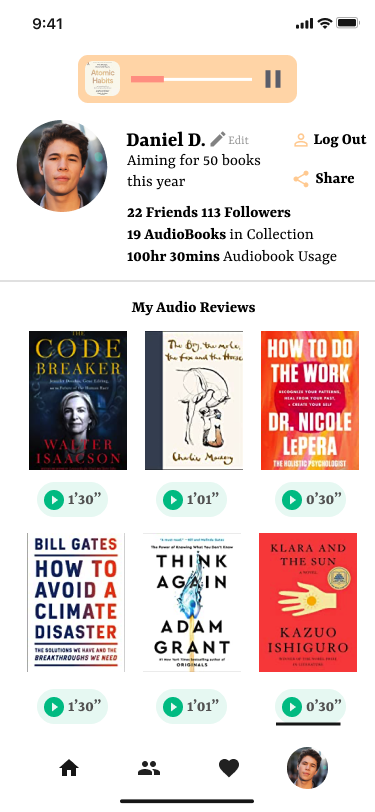 9:41
Atomic
Habits
Daniel D.
Edit
Log Out
Aiming for 50 books
this year
Share
22 Friends 113 Followers
19 AudioBooks in Collection
100hr 30mins Audiobook Usage
My Audio Reviews
THE
CODE
BREAKER
Jennifer Doudna, Gene Editing,
and the Future of the Human Race
WALTER
ISAACSON
The Boy, the mole,
the fox and the Horse
Charlie Mackesy
HOW TO DO
THE WORK
RECOGNIZE YOUR PATTERNS,
HEAL FROM YOUR PAST,
+ CREATE YOUR SELF
DR. NICOLE
LePERA
THE HOLISTIC PSYCHOLOGIST
1’30”
1’01”
0’30”
BILL GATES
HOW TO
AVOID A
CLIMATE
DISASTER
THE SOLUTIONS WE HAVE AND THE
BREAKTHROUGHS WE NEED
The Power of Knowing What You Don't Know
THINK
AGAIN
ADAM
GRANT
#1 New York Times bestselling author of
ORIGINALS
KLARA AND
THE SUN
A NOVEL
KAZUO
ISHIGURO
WINNER OF THE NOBEL PRIZE
IN LITERATURE
1’30”
1’01”
0’30”